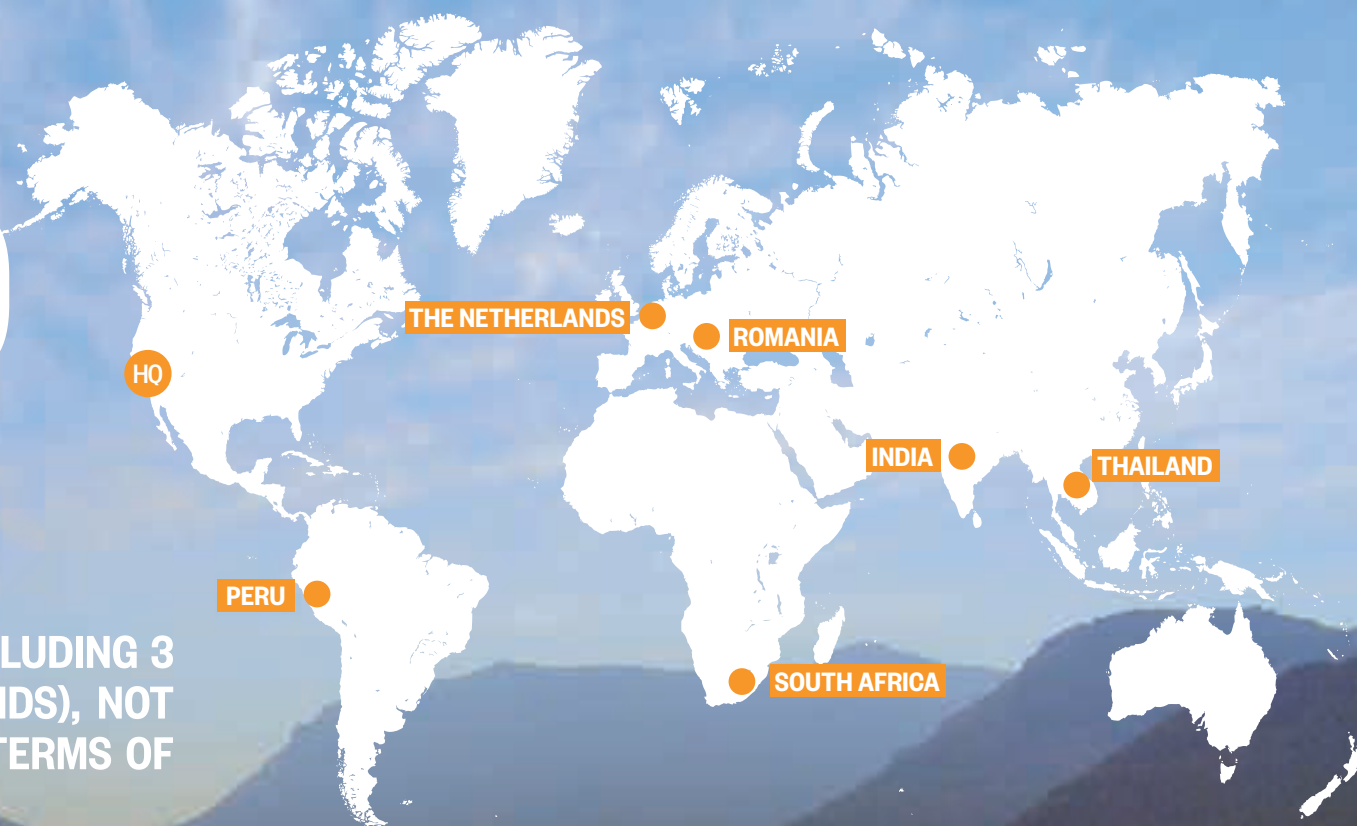 THE NETHERLANDS
ROMANIA
HQ
INDIA
THAILAND
PERU
SOUTH AFRICA
LUDING 3
NDS), NOT
TERMS OF